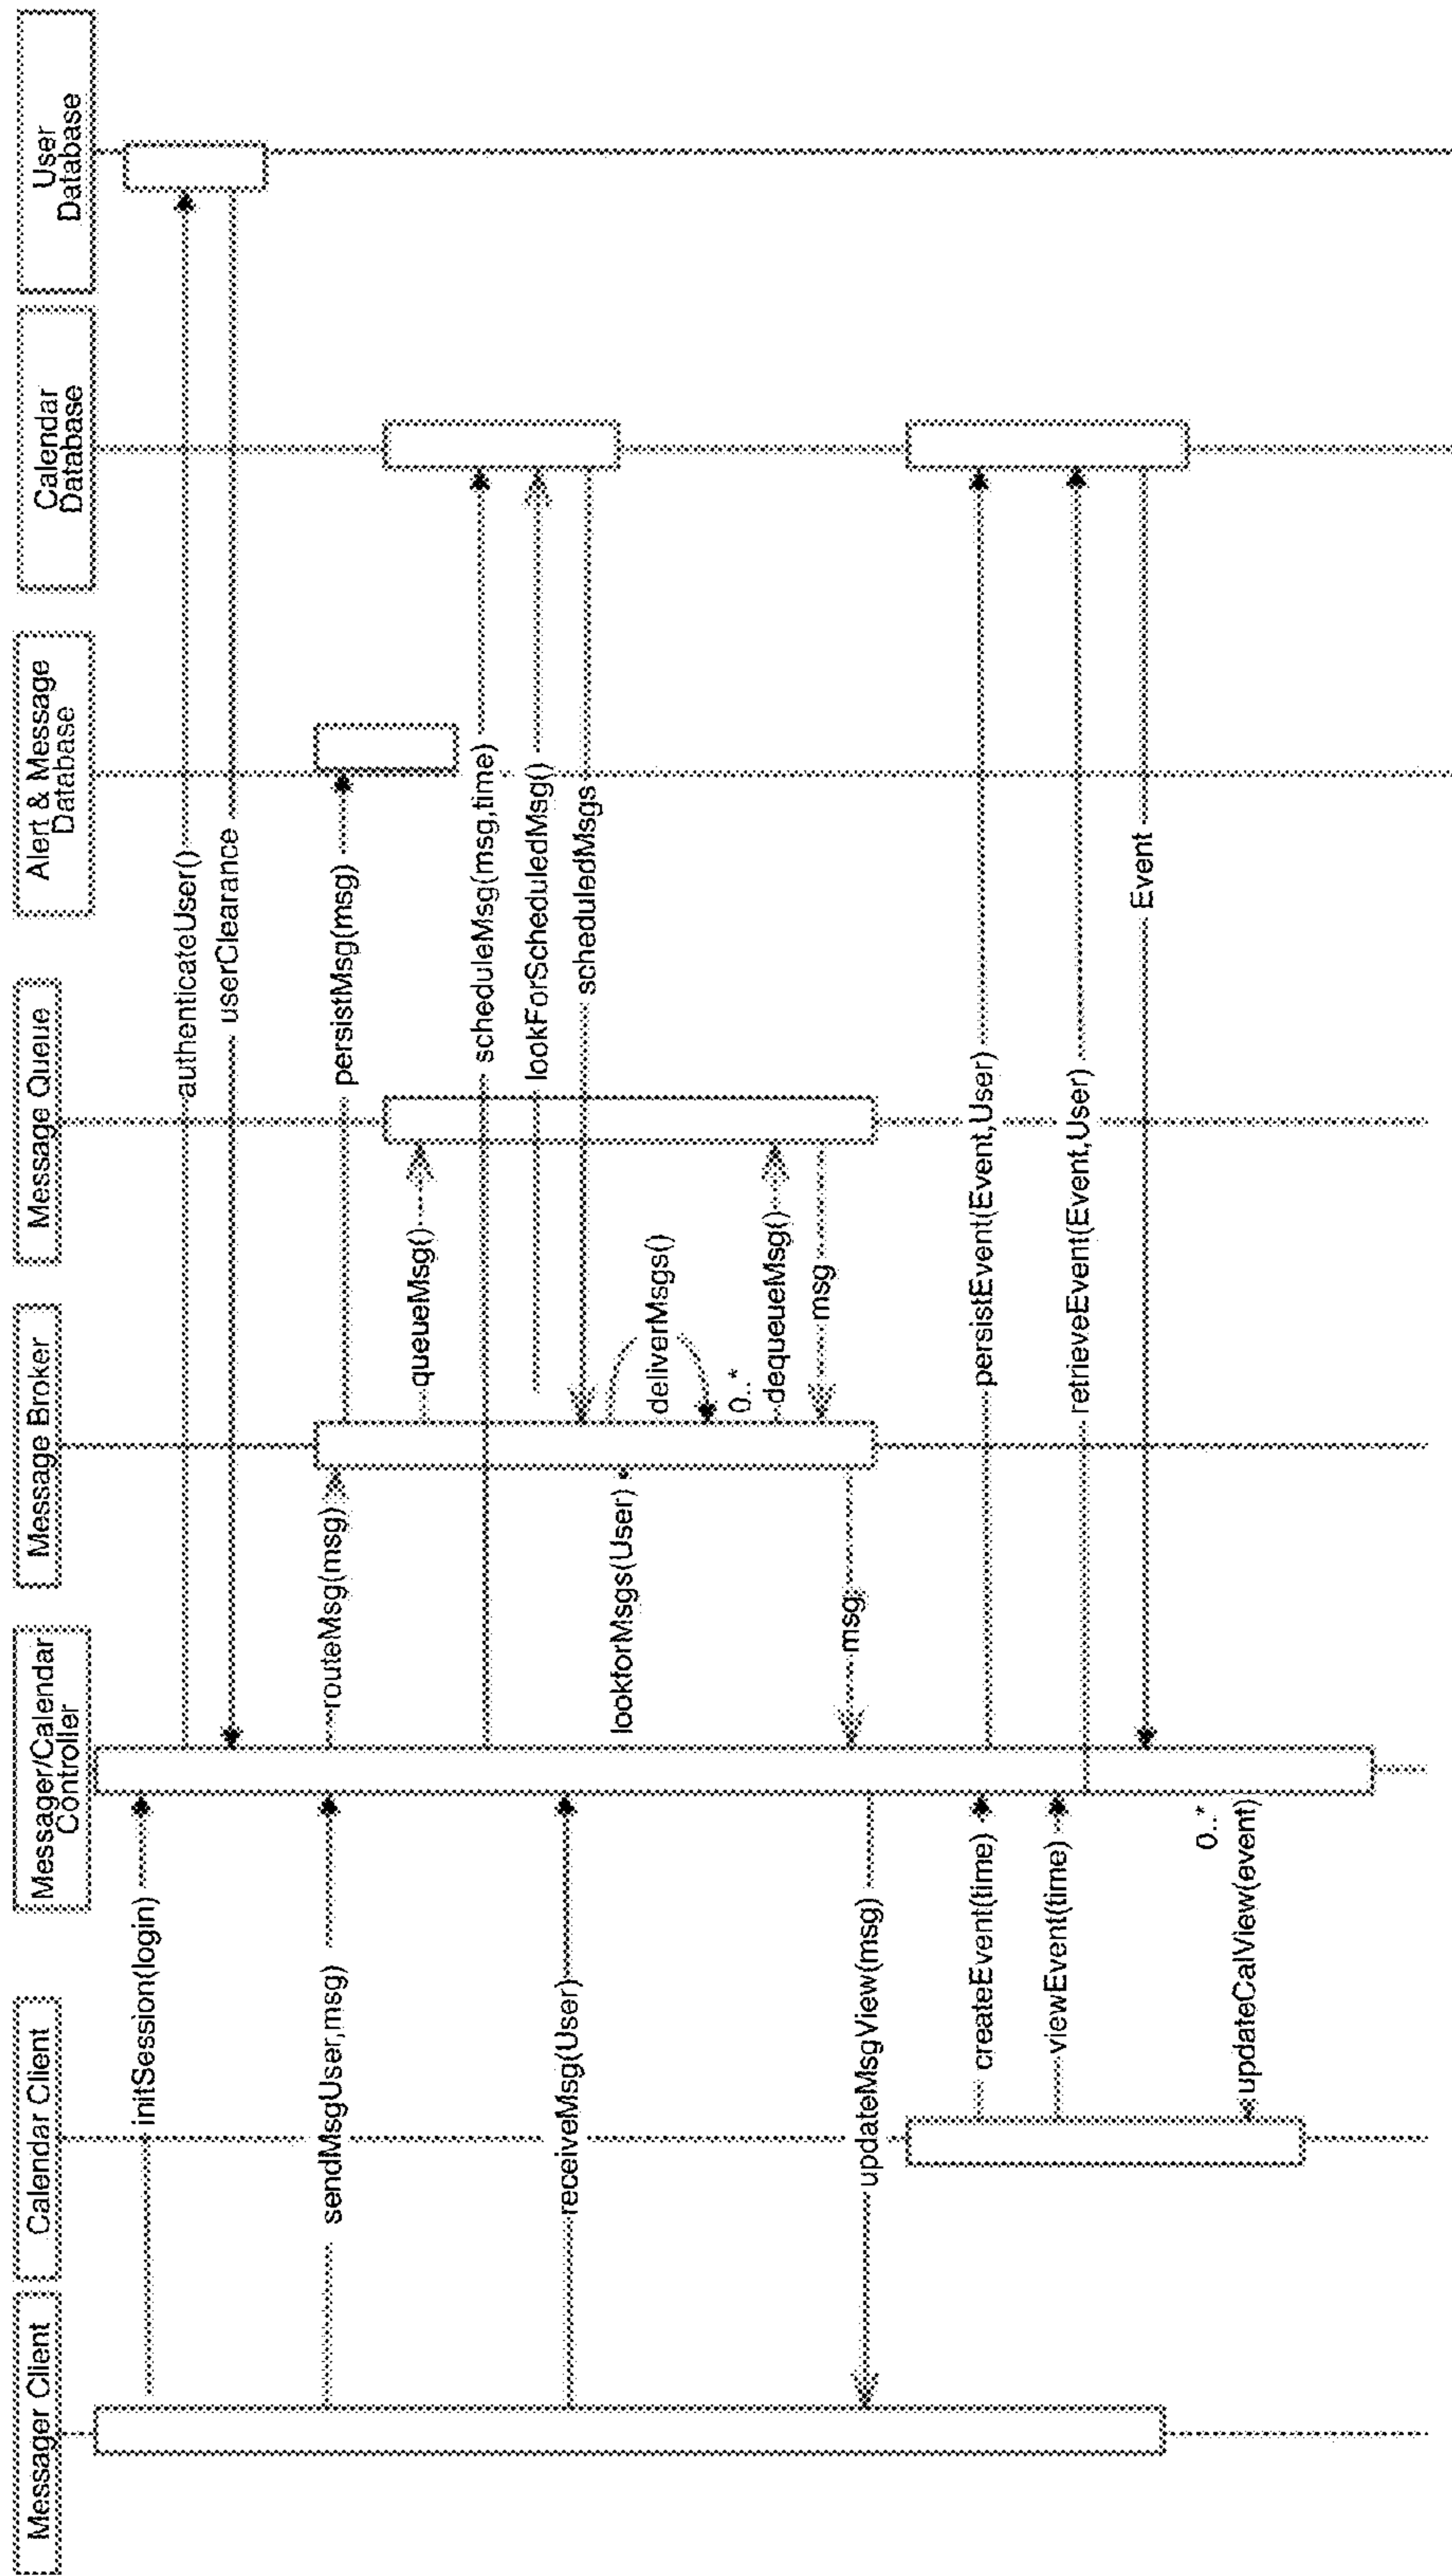 Messager Client
Calendar Client
Messager/Calendar
Controller
Message Broker
Message Queue
Alert & Message
Database
Calendar
Database
User
Database
initSession(login)
authenticateUser()
userClearance
sendMsgUser,msg)
routeMsg(msg)
persistMsg(msg)
queueMsg()
scheduleMsg(msg,time)
lookForScheduledMsg()
receiveMsg(User)
scheduledMsgs
lookforMsgs(User)
deliverMsgs()
0..*
dequeueMsg()
msg
msg
updateMsgView(msg)
createEvent(time)
persistEvent(Event,User)
viewEvent(time)
retrieveEvent(Event,User)
Event
0..*
updateCalView(event)